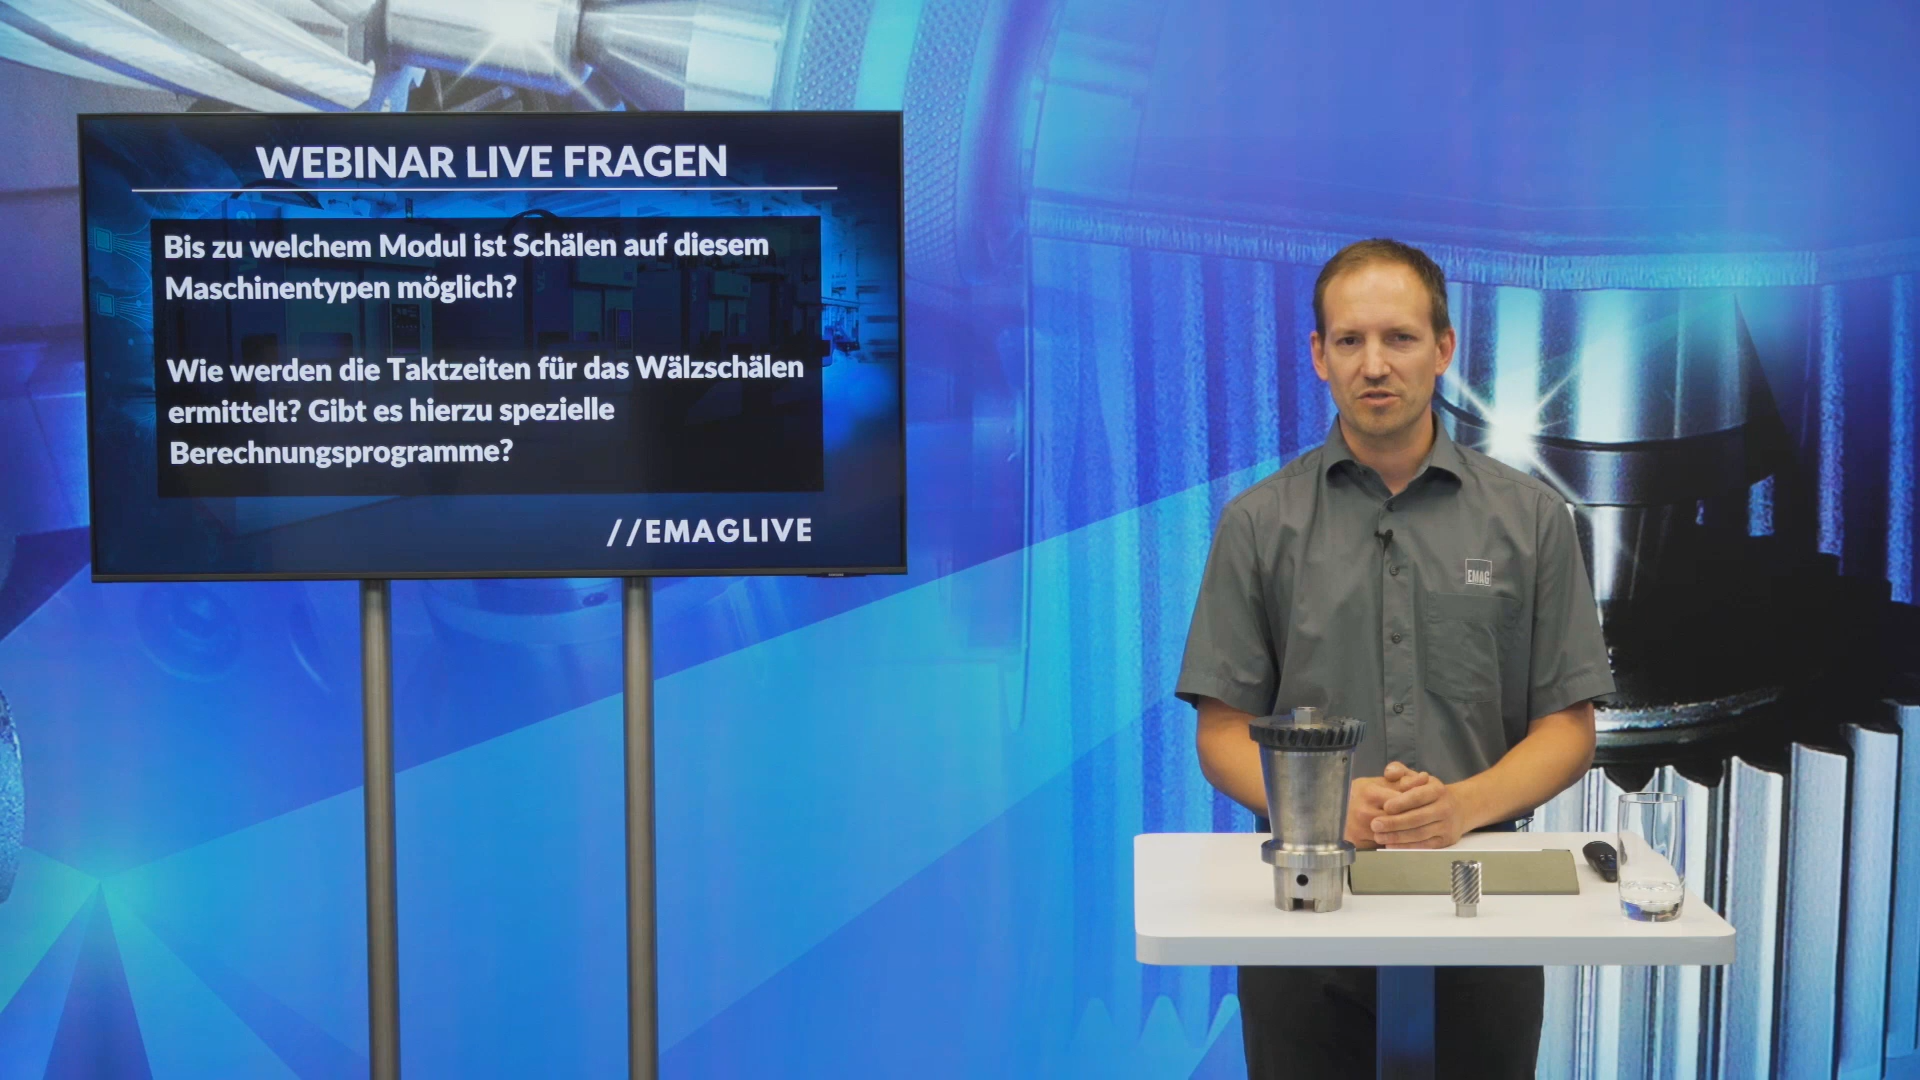 WEBINAR LIVE FRAGEN
Bis zu welchem Modul ist Schälen auf diesem
Maschinentypen möglich?
Wie werden die Taktzeiten für das Wälzschälen
ermittelt? Gibt es hierzu spezielle
Berechnungsprogramme?
//EMAGLIVE
EMAG